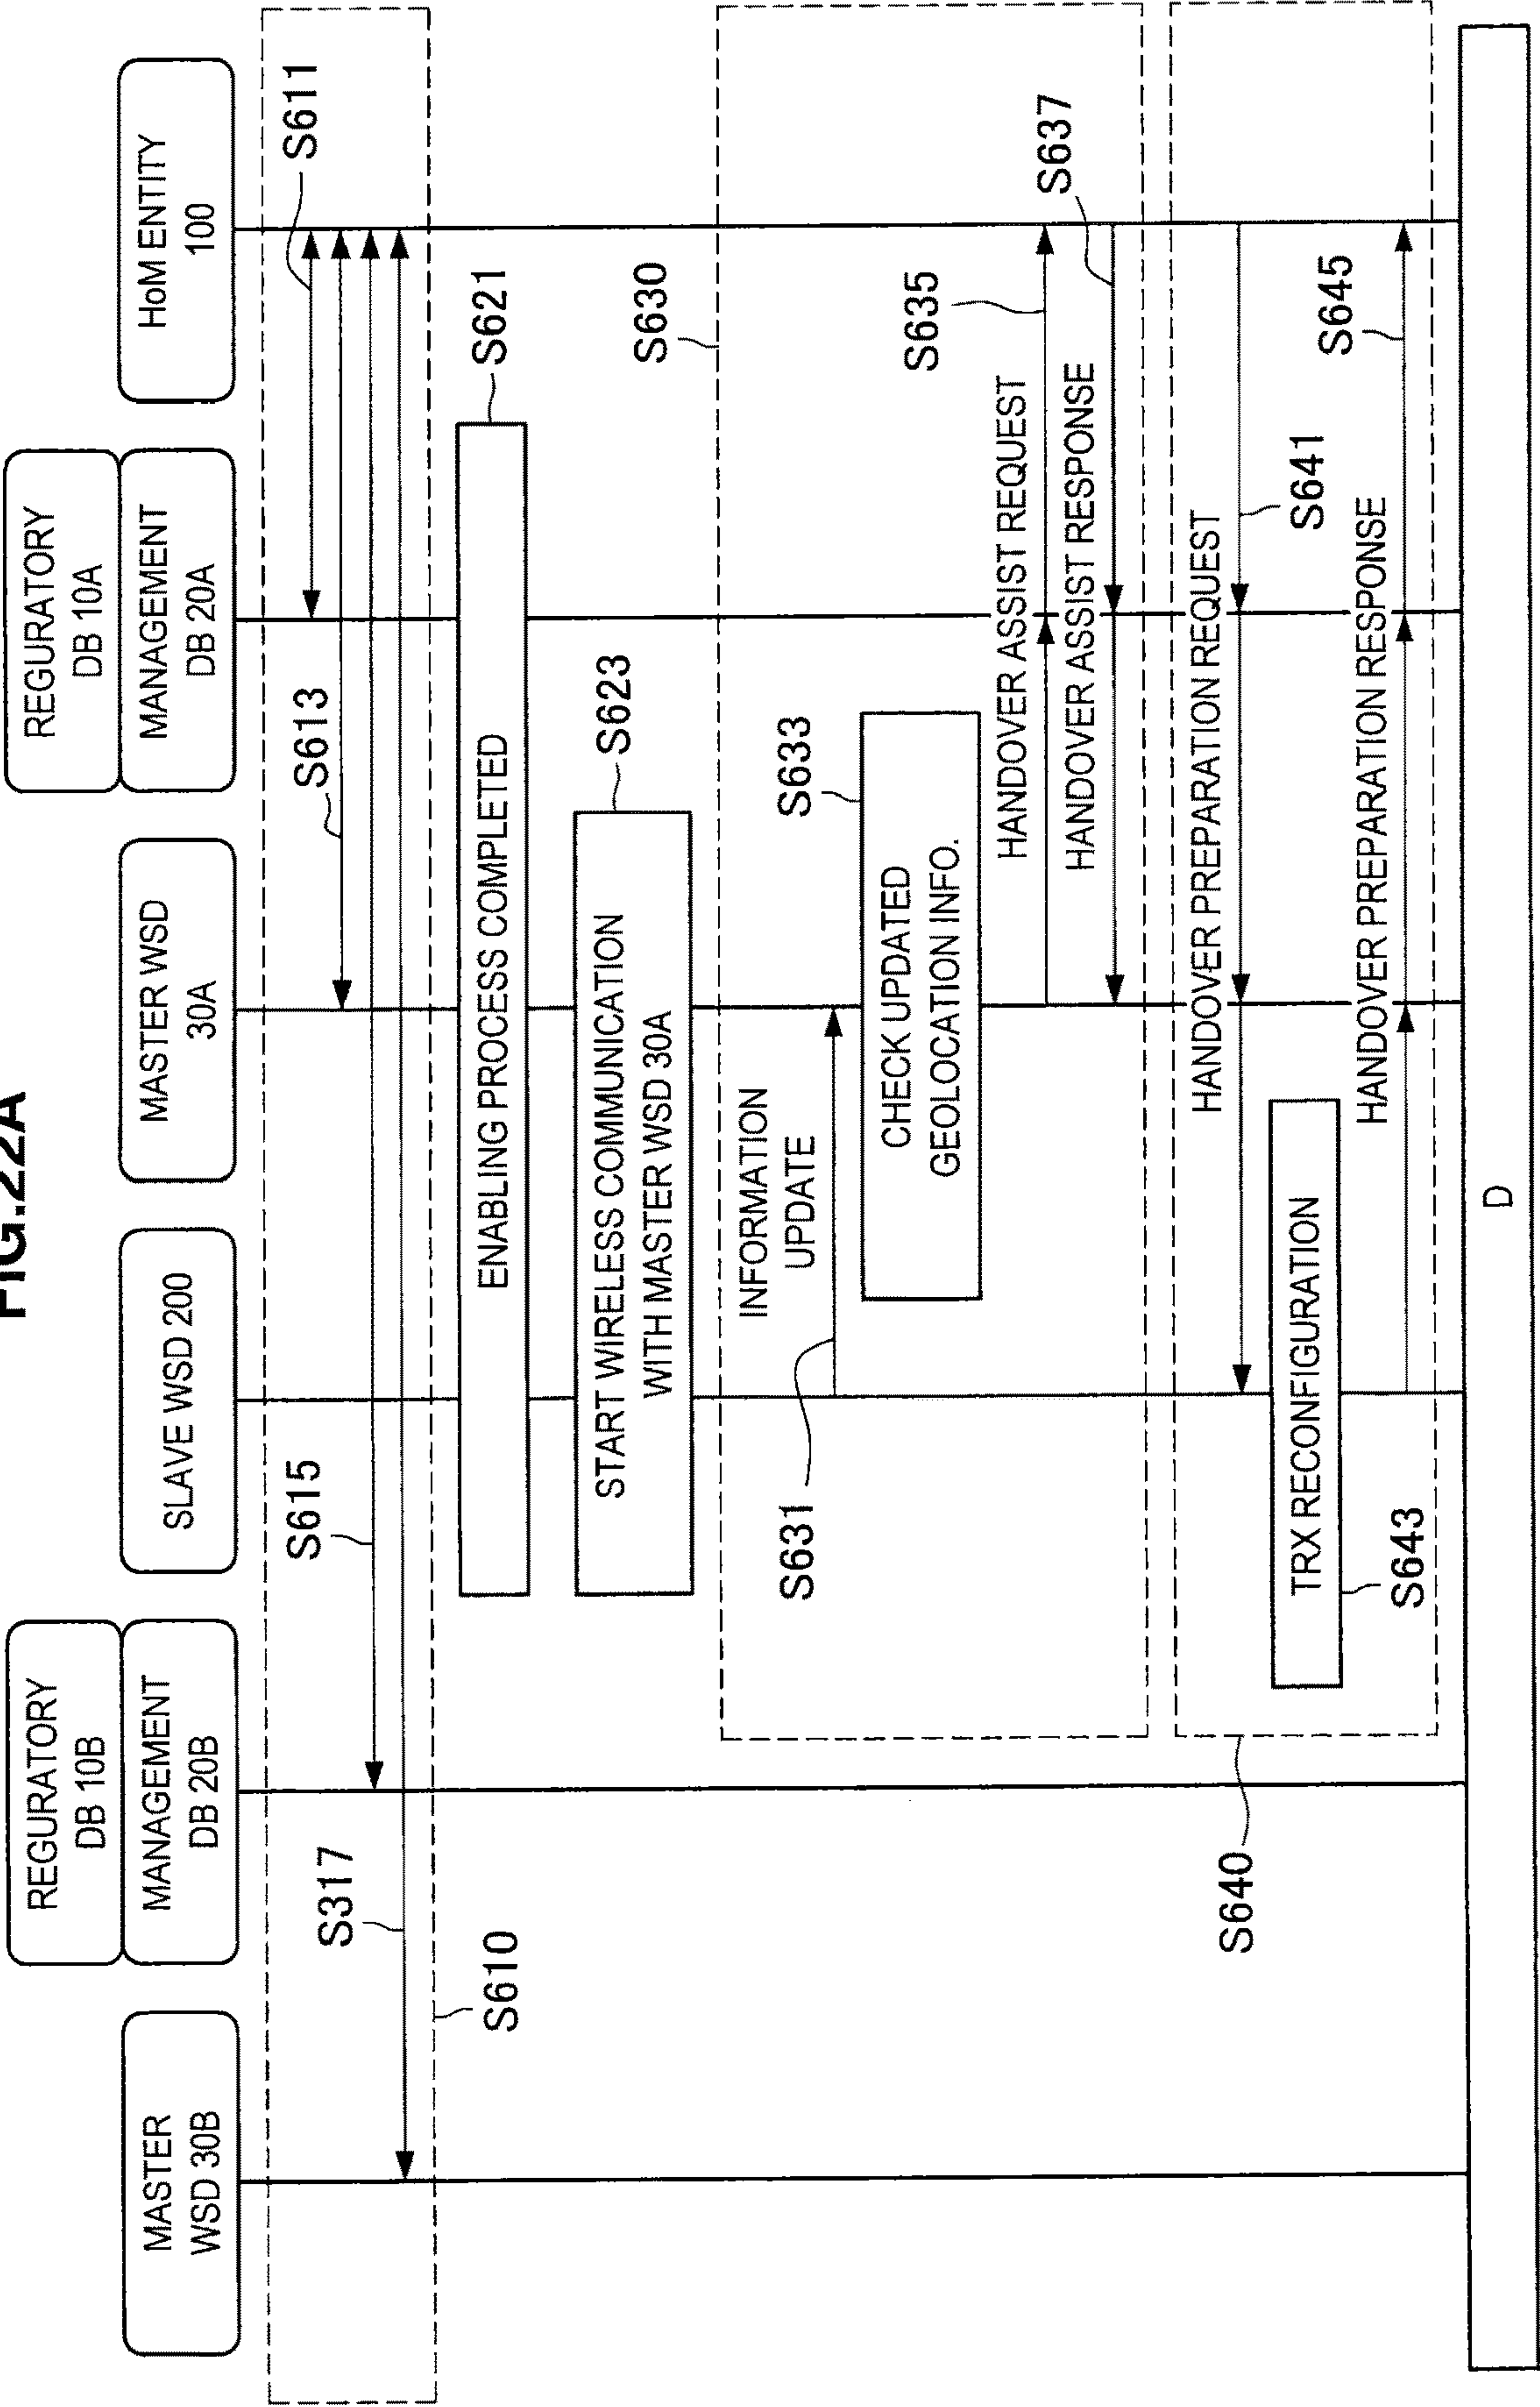 FIG.22A
MASTER
WSD 30B
REGURATORY
DB 10B
MANAGEMENT
DB 20B
SLAVE WSD 200
MASTER WSD
30A
REGURATORY
DB 10A
MANAGEMENT
DB 20A
HoM ENTITY
100
S611
S613
S615
S317
S610
ENABLING PROCESS COMPLETED
S621
START WIRELESS COMMUNICATION
WITH MASTER WSD 30A
S623
S630
INFORMATION
UPDATE
S631
CHECK UPDATED
GEOLOCATION INFO.
S633
HANDOVER ASSIST REQUEST
S635
HANDOVER ASSIST RESPONSE
S637
HANDOVER PREPARATION REQUEST
S641
S640
TRX RECONFIGURATION
S643
HANDOVER PREPARATION RESPONSE
S645
D